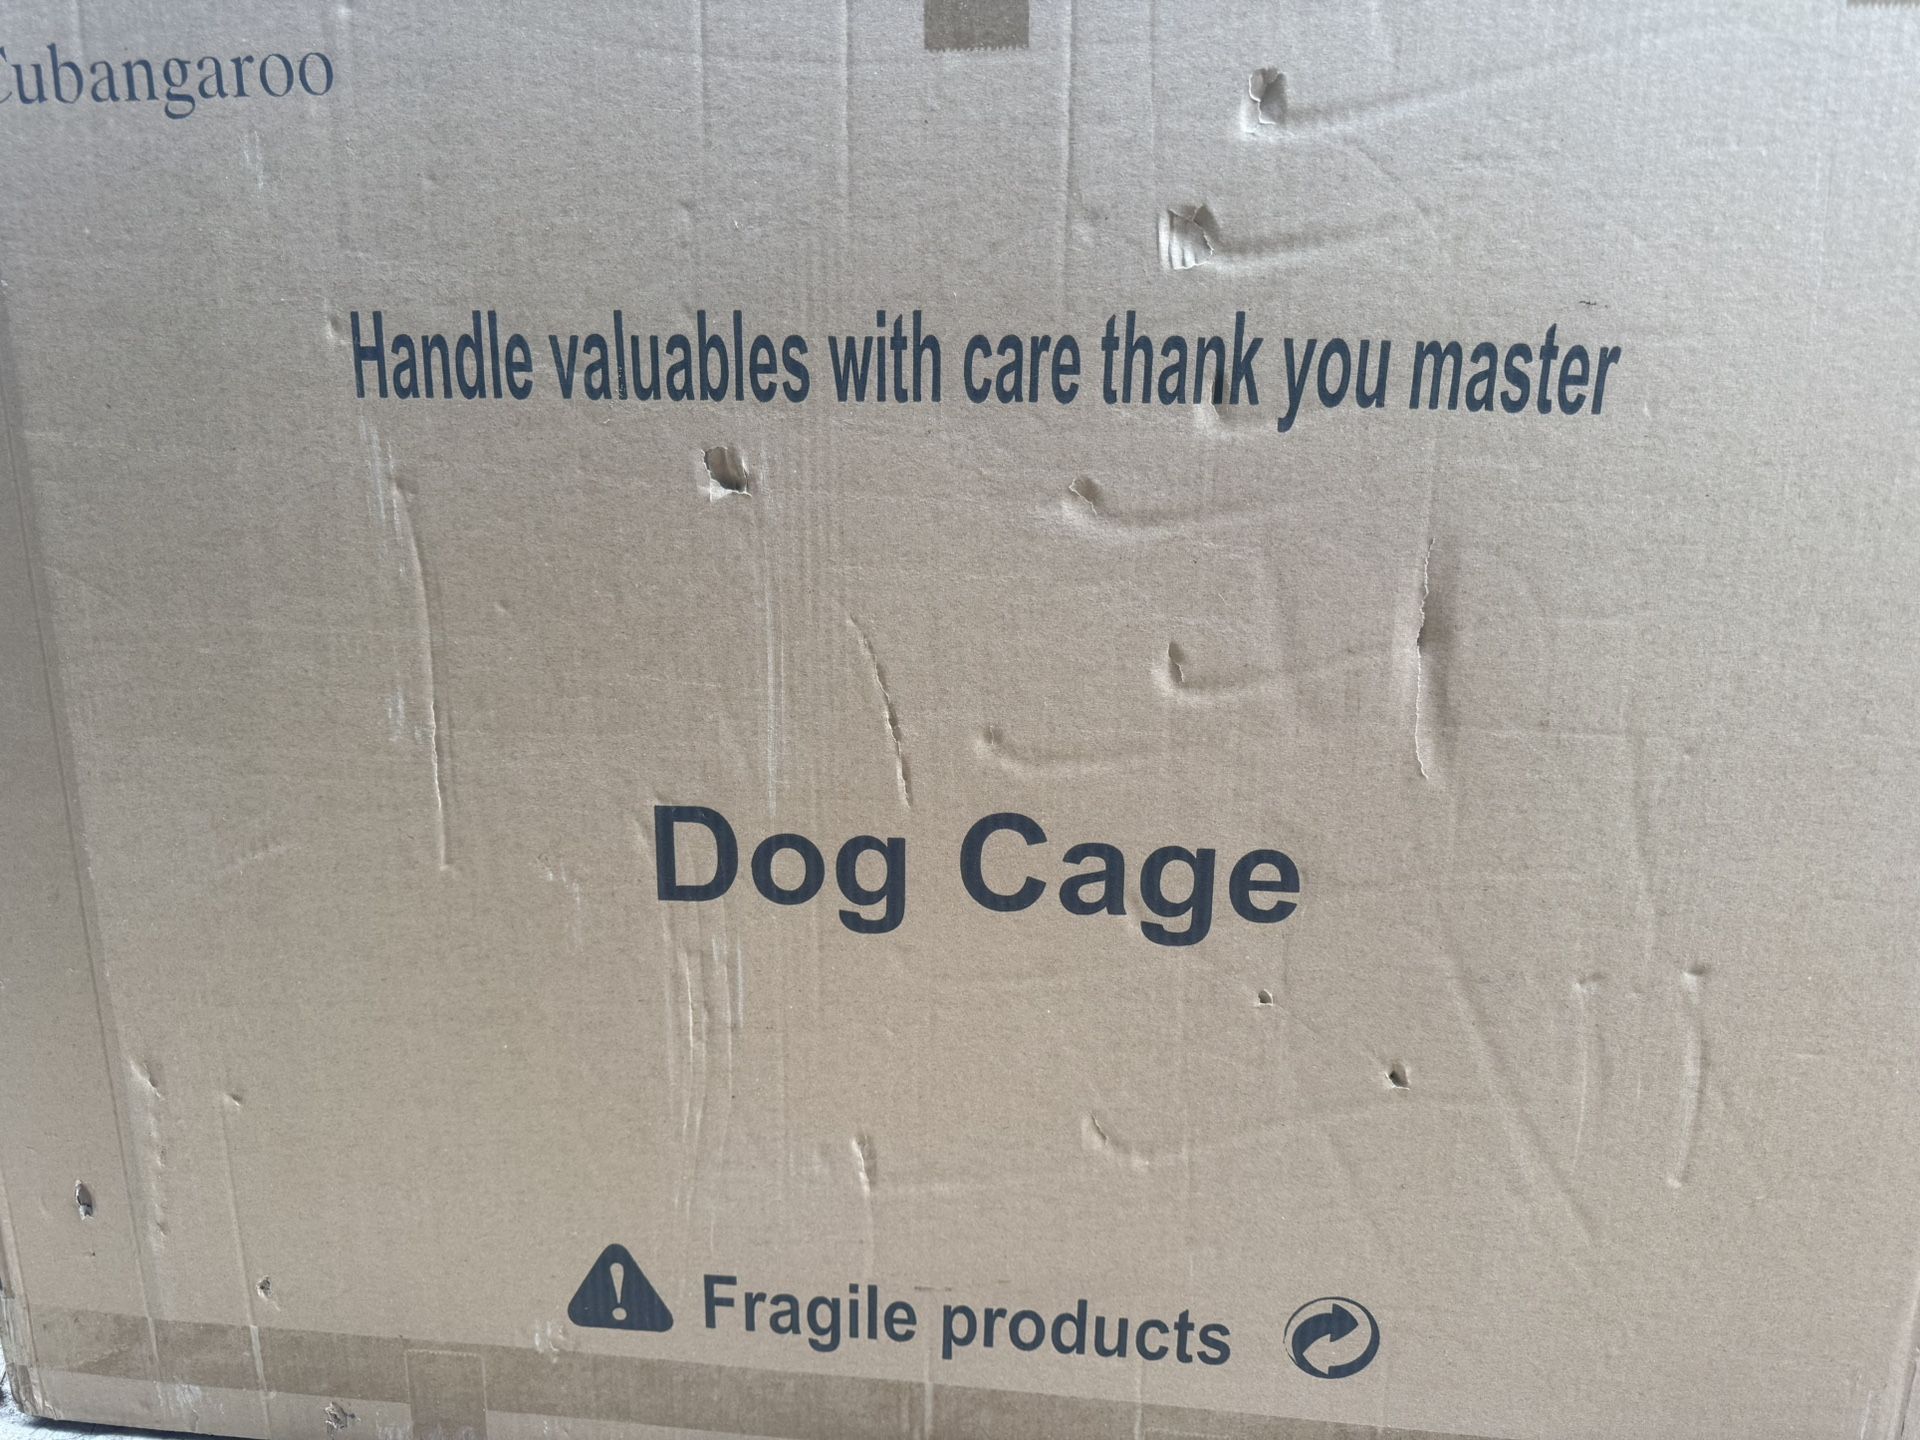 Cubangaroo
Handle valuables with care thank you master
Dog Cage
Fragile products